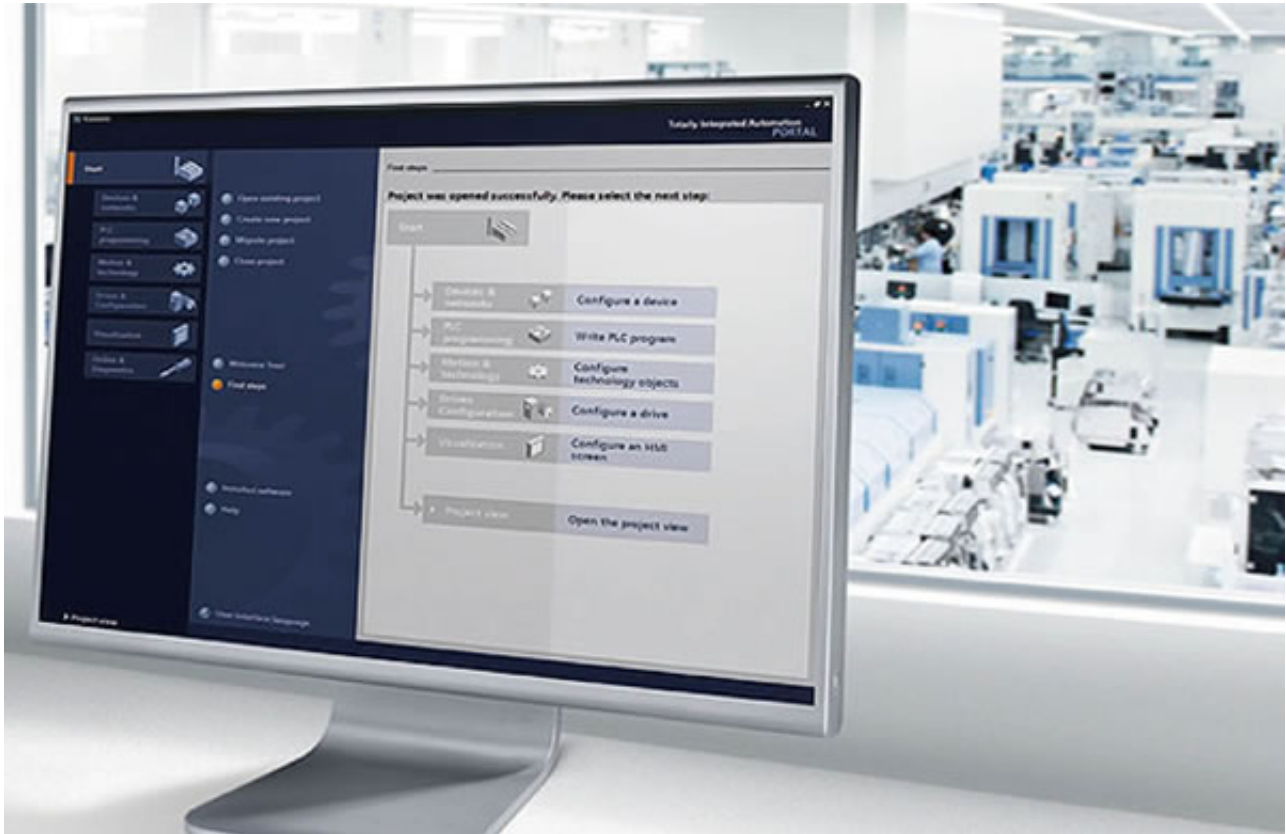 Totally Integrated Automation
PORTAL
Start
Devices &
networks
PLC
programming
Motion &
technology
Drives &
Configuration
Visualization
Online &
Diagnostics
Open existing project
Create new project
Migrate project
Close project
Welcome Tour
First steps
Installed software
Help
User interface language
Project view
First steps
Project was opened successfully. Please select the next step:
Start
Devices &
networks
Configure a device
PLC
programming
Write PLC program
Motion &
technology
Configure
technology objects
Drives
Configuration
Configure a drive
Visualization
Configure an HMI
screen
Project view
Open the project view